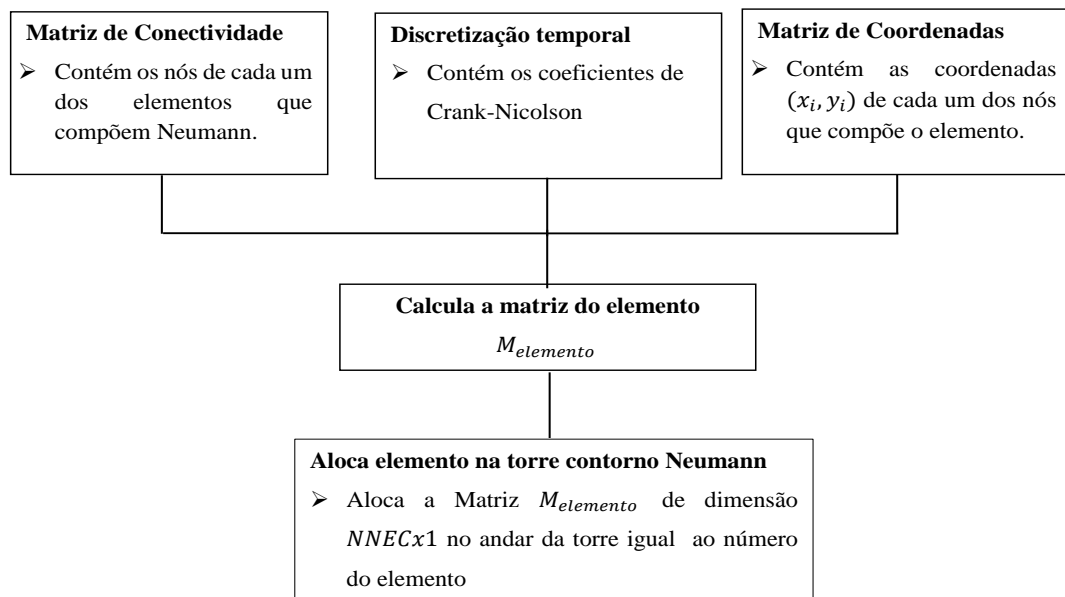 Matriz de Conectividade
➢ Contém os nós de cada um
dos elementos que
compõem Neumann.
Discretização temporal
➢ Contém os coeficientes de
Crank-Nicolson
Matriz de Coordenadas
➢ Contém as coordenadas
(x_i, y_i) de cada um dos nós
que compõe o elemento.
Calcula a matriz do elemento
M_elemento
Aloca elemento na torre contorno Neumann
➢ Aloca a Matriz M_elemento de dimensão
NNECx1 no andar da torre igual ao número
do elemento